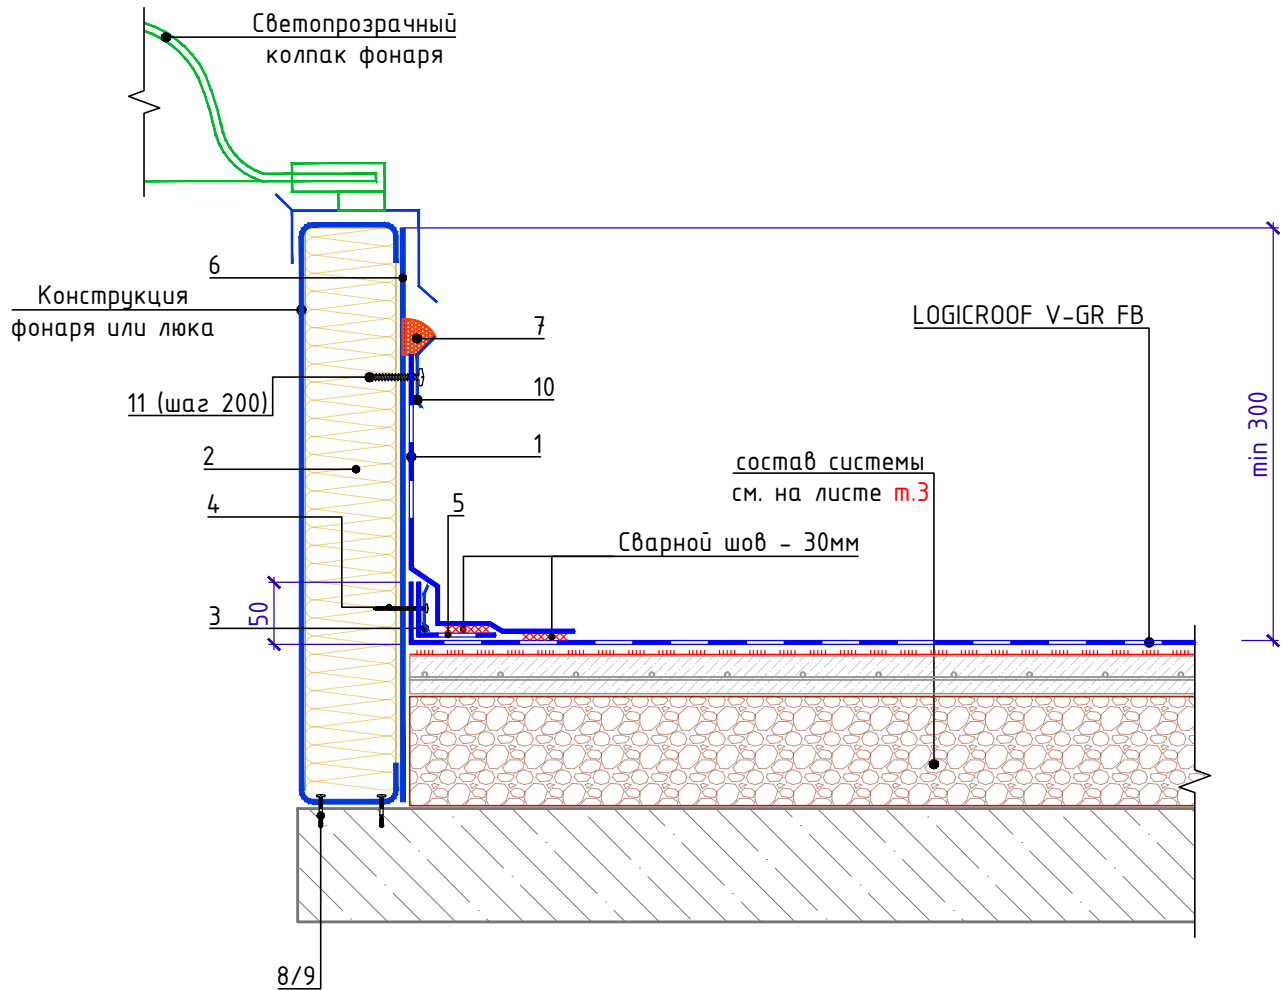 Светопрозрачный
колпак фонаря
6
Конструкция
фонаря или люка
7
LOGICROOF V-GR FB
11 (шаг 200)
10
min 300
2
1
состав системы
см. на листе т.3
4
5
Сварной шов - 30мм
50
3
8/9